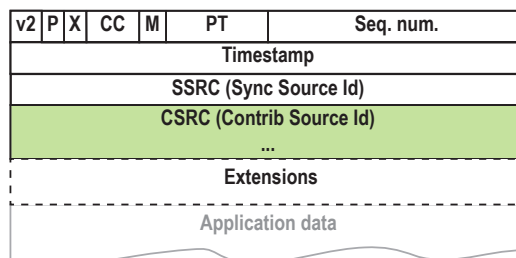 v2 P X CC M PT Seq. num.
Timestamp
SSRC (Sync Source Id)
CSRC (Contrib Source Id)
...
Extensions
Application data